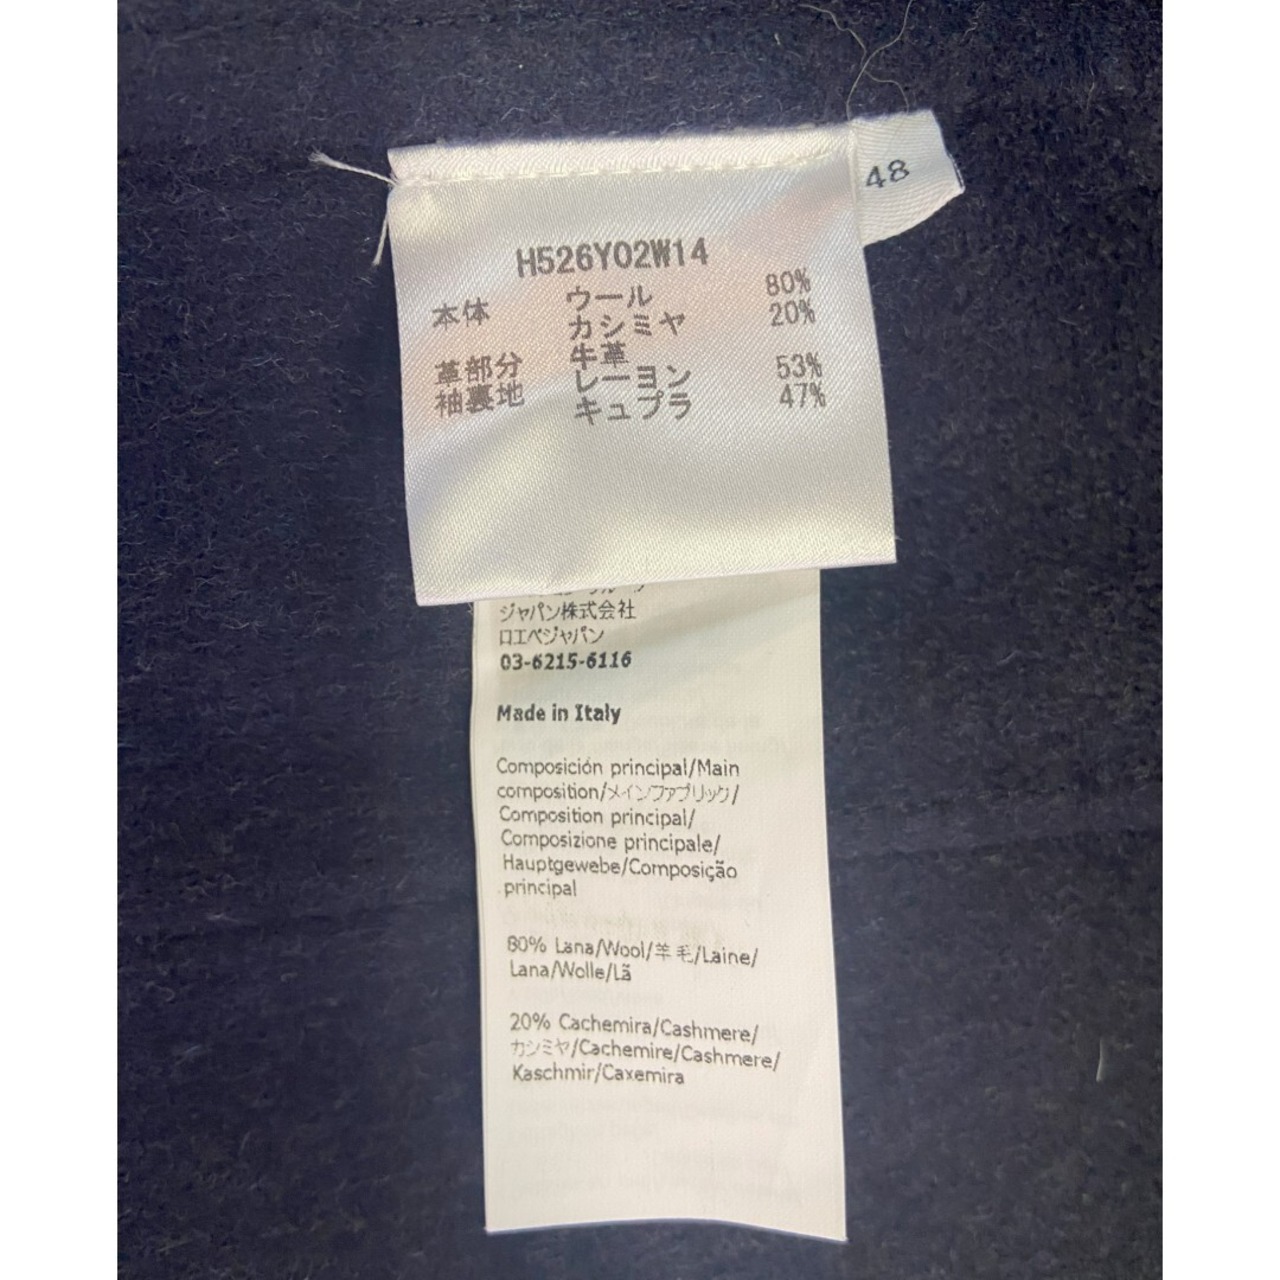 48
H526Y02W14
本体 ウール 80%
カシミヤ 20%
革部分 牛革
袖裏地 レーヨン 53%
キュプラ 47%
ジャパン株式会社
ロエベジャパン
03-6215-6116
Made in Italy
Composición principal/Main
composition/メインファブリック/
Composition principal/
Composizione principale/
Hauptgewebe/Composição
principal
80% Lana/Wool/羊毛/Laine/
Lana/Wolle/Lã
20% Cachemira/Cashmere/
カシミヤ/Cachemire/Cashmere/
Kaschmir/Caxemira